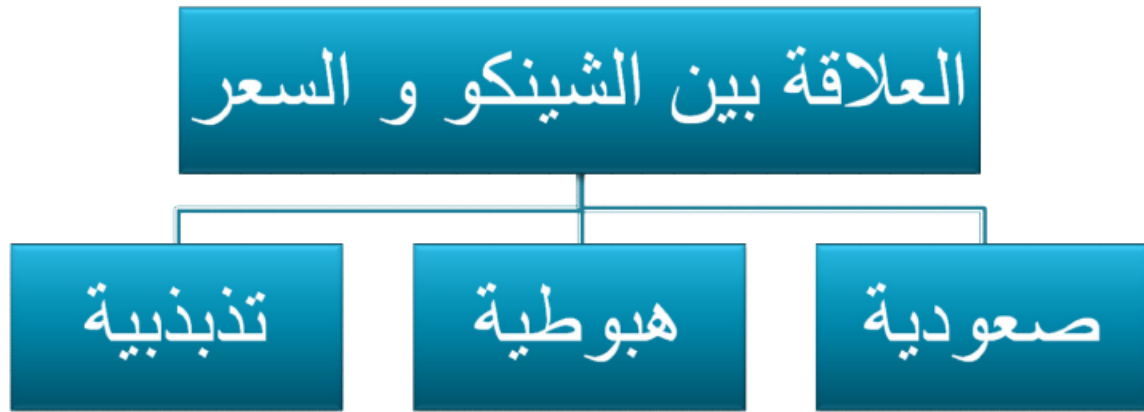 العلاقة بين الشينكو و السعر
صعودية
هبوطية
تذبذبية